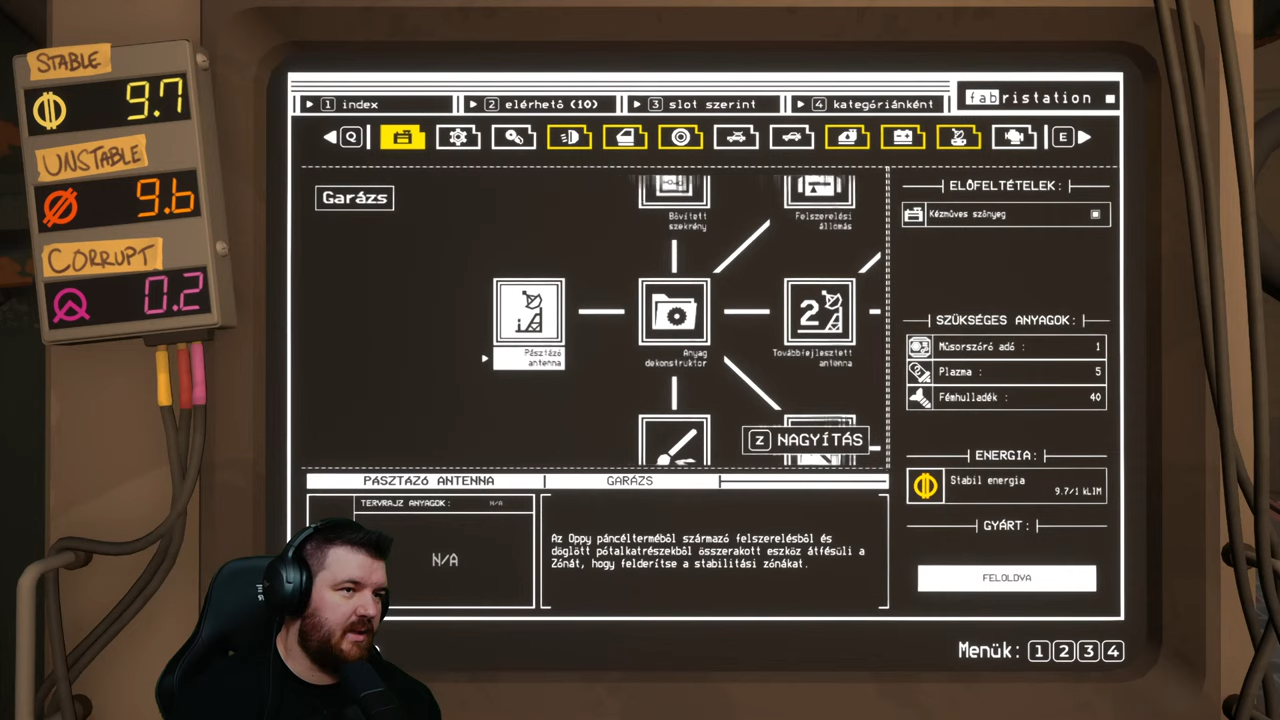 STABLE
9.7
UNSTABLE
9.6
CORRUPT
0.2
1 index
2 elérhető (10)
3 slot szerint
4 kategóriánként
fabristation
Q
E
Garázs
Bővített
szekrény
Felszerelési
állomás
Pásztázó
antenna
Anyag
dekonstruktor
2
Továbbfejlesztett
antenna
Z NAGYÍTÁS
PÁSZTÁZÓ ANTENNA
GARÁZS
TERVRAJZ ANYAGOK: N/A
N/A
Az Oppy páncélterméből származó felszerelésből és
döglött pótalkatrészekből összerakott eszköz átfésüli a
Zónát, hogy felderítse a stabilitási zónákat.
ELŐFELTÉTELEK:
Kézműves szőnyeg
SZÜKSÉGES ANYAGOK:
Műsorszóró adó : 1
Plazma : 5
Fémhulladék : 40
ENERGIA:
Stabil energia
9.7/1 kLIM
GYÁRT:
FELOLDVA
Menük: 1 2 3 4